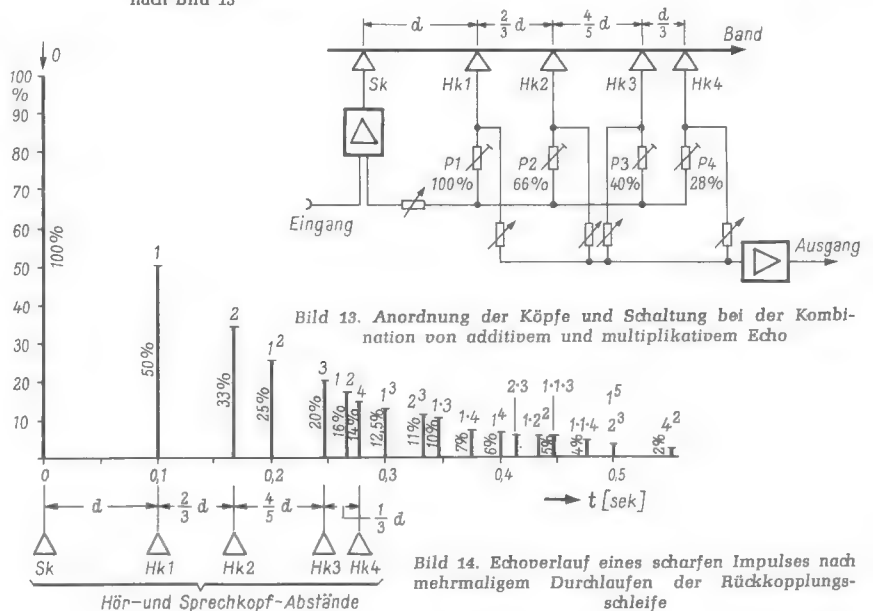 nach Bild 13
d
2/3 d
4/5 d
d/3
Band
Sk
Hk1
Hk2
Hk3
Hk4
P1
100%
P2
66%
P3
40%
P4
28%
Eingang
Ausgang
Bild 13. Anordnung der Köpfe und Schaltung bei der Kombi-
nation von additivem und multiplikativem Echo
0
100
%
90
80
70
60
50
40
30
20
10
100%
1
50%
2
33%
1²
25%
3
20%
1·2
16%
4
14%
1³
12,5%
2³
11%
1·3
10%
1·4
7%
1⁴
6%
2·3
1·2²
1·1·3
5%
1·1·4
4%
1⁵
2³
4²
2%
0
0,1
0,2
0,3
0,4
0,5
t [sek]
d
2/3 d
4/5 d
1/3 d
Sk
Hk1
Hk2
Hk3
Hk4
Hör- und Sprechkopf-Abstände
Bild 14. Echoverlauf eines scharfen Impulses nach
mehrmaligem Durchlaufen der Rückkopplungs-
schleife